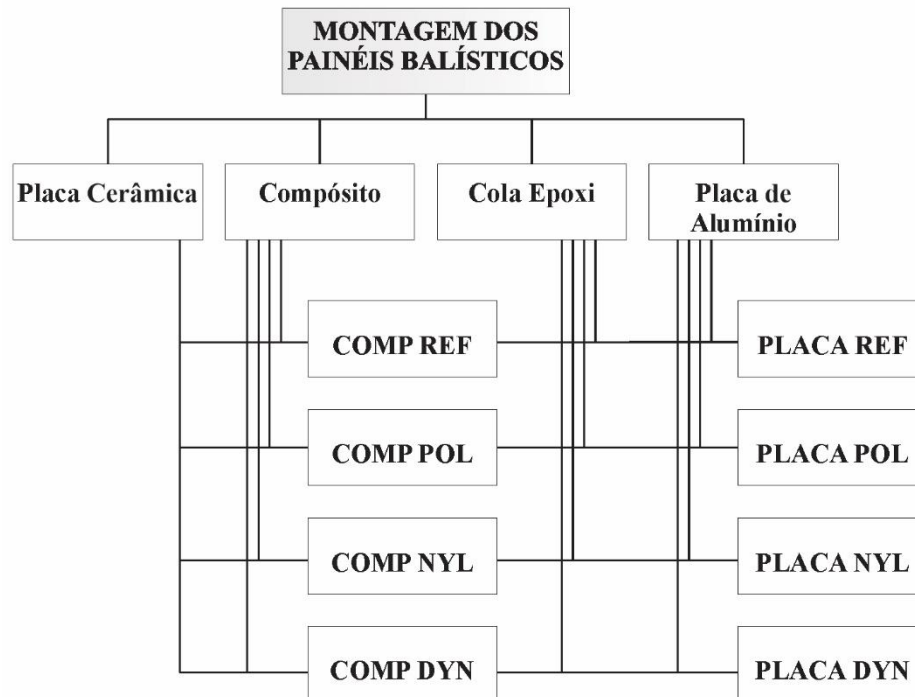 MONTAGEM DOS
PAINÉIS BALÍSTICOS
Placa Cerâmica
Compósito
Cola Epoxi
Placa de
Alumínio
COMP REF
PLACA REF
COMP POL
PLACA POL
COMP NYL
PLACA NYL
COMP DYN
PLACA DYN